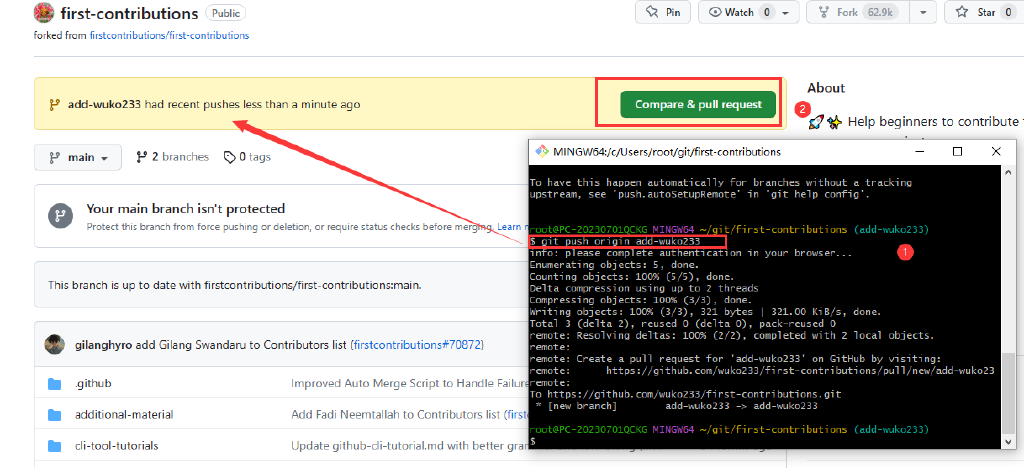 first-contributions Public
Pin Watch 0 Fork 62.9k Star 0
forked from firstcontributions/first-contributions
add-wuko233 had recent pushes less than a minute ago
Compare & pull request
2
About
Help beginners to contribute
main 2 branches 0 tags
Your main branch isn't protected
Protect this branch from force pushing or deletion, or require status checks before merging. Learn
This branch is up to date with firstcontributions/first-contributions:main.
gilanghyro add Gilang Swandaru to Contributors list (firstcontributions#70872)
.github Improved Auto Merge Script to Handle Failure
additional-material Add Fadi Neemtallah to Contributors list (first
cli-tool-tutorials Update github-cli-tutorial.md with better
MINGW64:/c/Users/root/git/first-contributions
To have this happen automatically for branches without a tracking
upstream, see 'push.autoSetupRemote' in 'git help config'.
root@PC-20230701QCKG MINGW64 ~/git/first-contributions (add-wuko233)
$ git push origin add-wuko233
1
info: please complete authentication in your browser...
Enumerating objects: 5, done.
Counting objects: 100% (5/5), done.
Delta compression using up to 2 threads
Compressing objects: 100% (3/3), done.
Writing objects: 100% (3/3), 321 bytes | 321.00 KiB/s, done.
Total 3 (delta 2), reused 0 (delta 0), pack-reused 0
remote: Resolving deltas: 100% (2/2), completed with 2 local objects.
remote:
remote: Create a pull request for 'add-wuko233' on GitHub by visiting:
remote: https://github.com/wuko233/first-contributions/pull/new/add-wuko23
remote:
To https://github.com/wuko233/first-contributions.git
* [new branch] add-wuko233 -> add-wuko233
root@PC-20230701QCKG MINGW64 ~/git/first-contributions (add-wuko233)
$